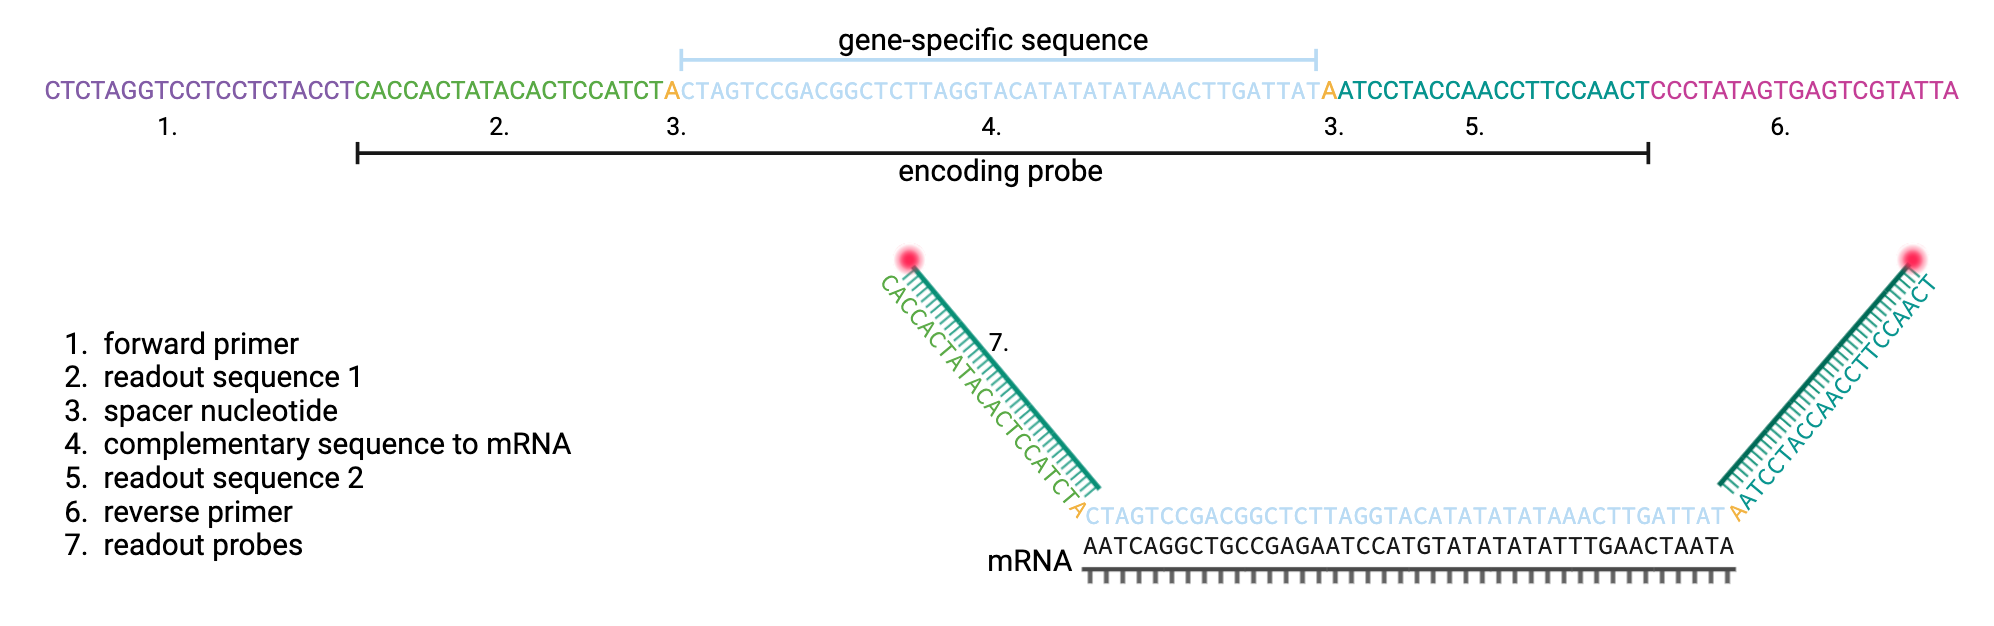 gene-specific sequence
CTCTAGGTCCTCCTCTACCTCACCACTATACACTCCATCTACTAGTCCGACGGCTCTTAGGTACATATATATAAACTTGATTATAATCCTACCAACCTTCCAACTCCCTATAGTGAGTCGTATTA
1. 2. 3. 4. 3. 5. 6.
encoding probe
CACCACTATACACTCCATCTA
7.
ATCCTACCAACCTTCCAACT
1. forward primer
2. readout sequence 1
3. spacer nucleotide
4. complementary sequence to mRNA
5. readout sequence 2
6. reverse primer
7. readout probes
CTAGTCCGACGGCTCTTAGGTACATATATATAAACTTGATTAT A
AATCAGGCTGCCGAGAATCCATGTATATATATTTGAACTAATA
mRNA